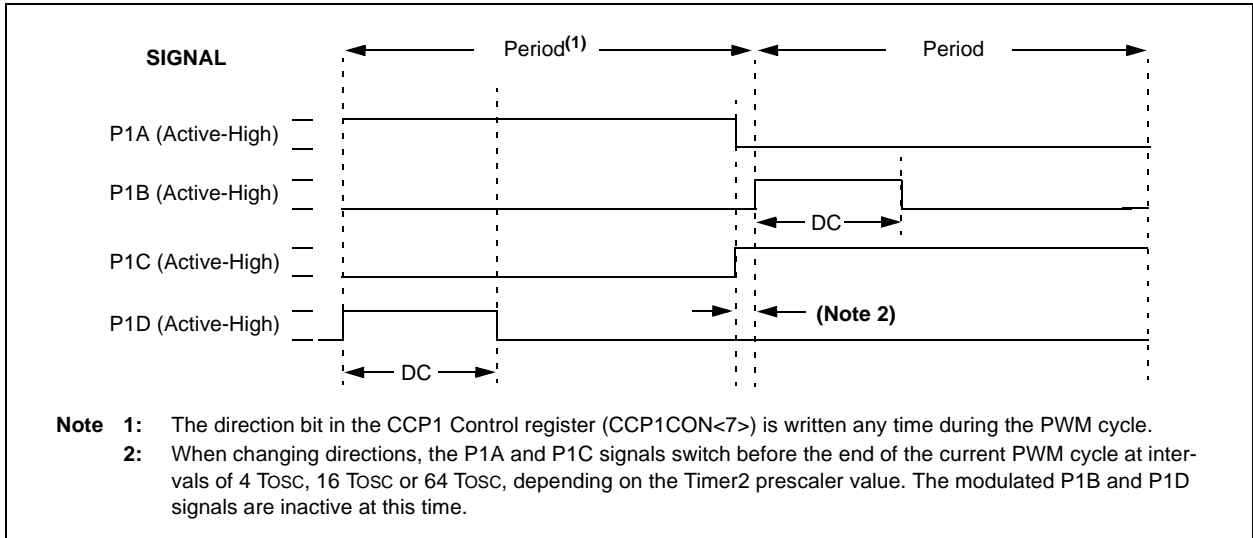 SIGNAL
Period(1)
Period
P1A (Active-High)
P1B (Active-High)
DC
P1C (Active-High)
P1D (Active-High)
(Note 2)
DC
Note 1: The direction bit in the CCP1 Control register (CCP1CON<7>) is written any time during the PWM cycle.
2: When changing directions, the P1A and P1C signals switch before the end of the current PWM cycle at inter-
vals of 4 TOSC, 16 TOSC or 64 TOSC, depending on the Timer2 prescaler value. The modulated P1B and P1D
signals are inactive at this time.